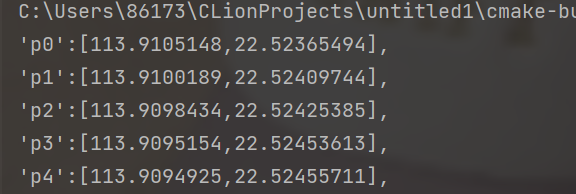 C:\Users\86173\CLionProjects\untitled1\cmake-bu
'p0':[113.9105148,22.52365494],
'p1':[113.9100189,22.52409744],
'p2':[113.9098434,22.52425385],
'p3':[113.9095154,22.52453613],
'p4':[113.9094925,22.52455711],